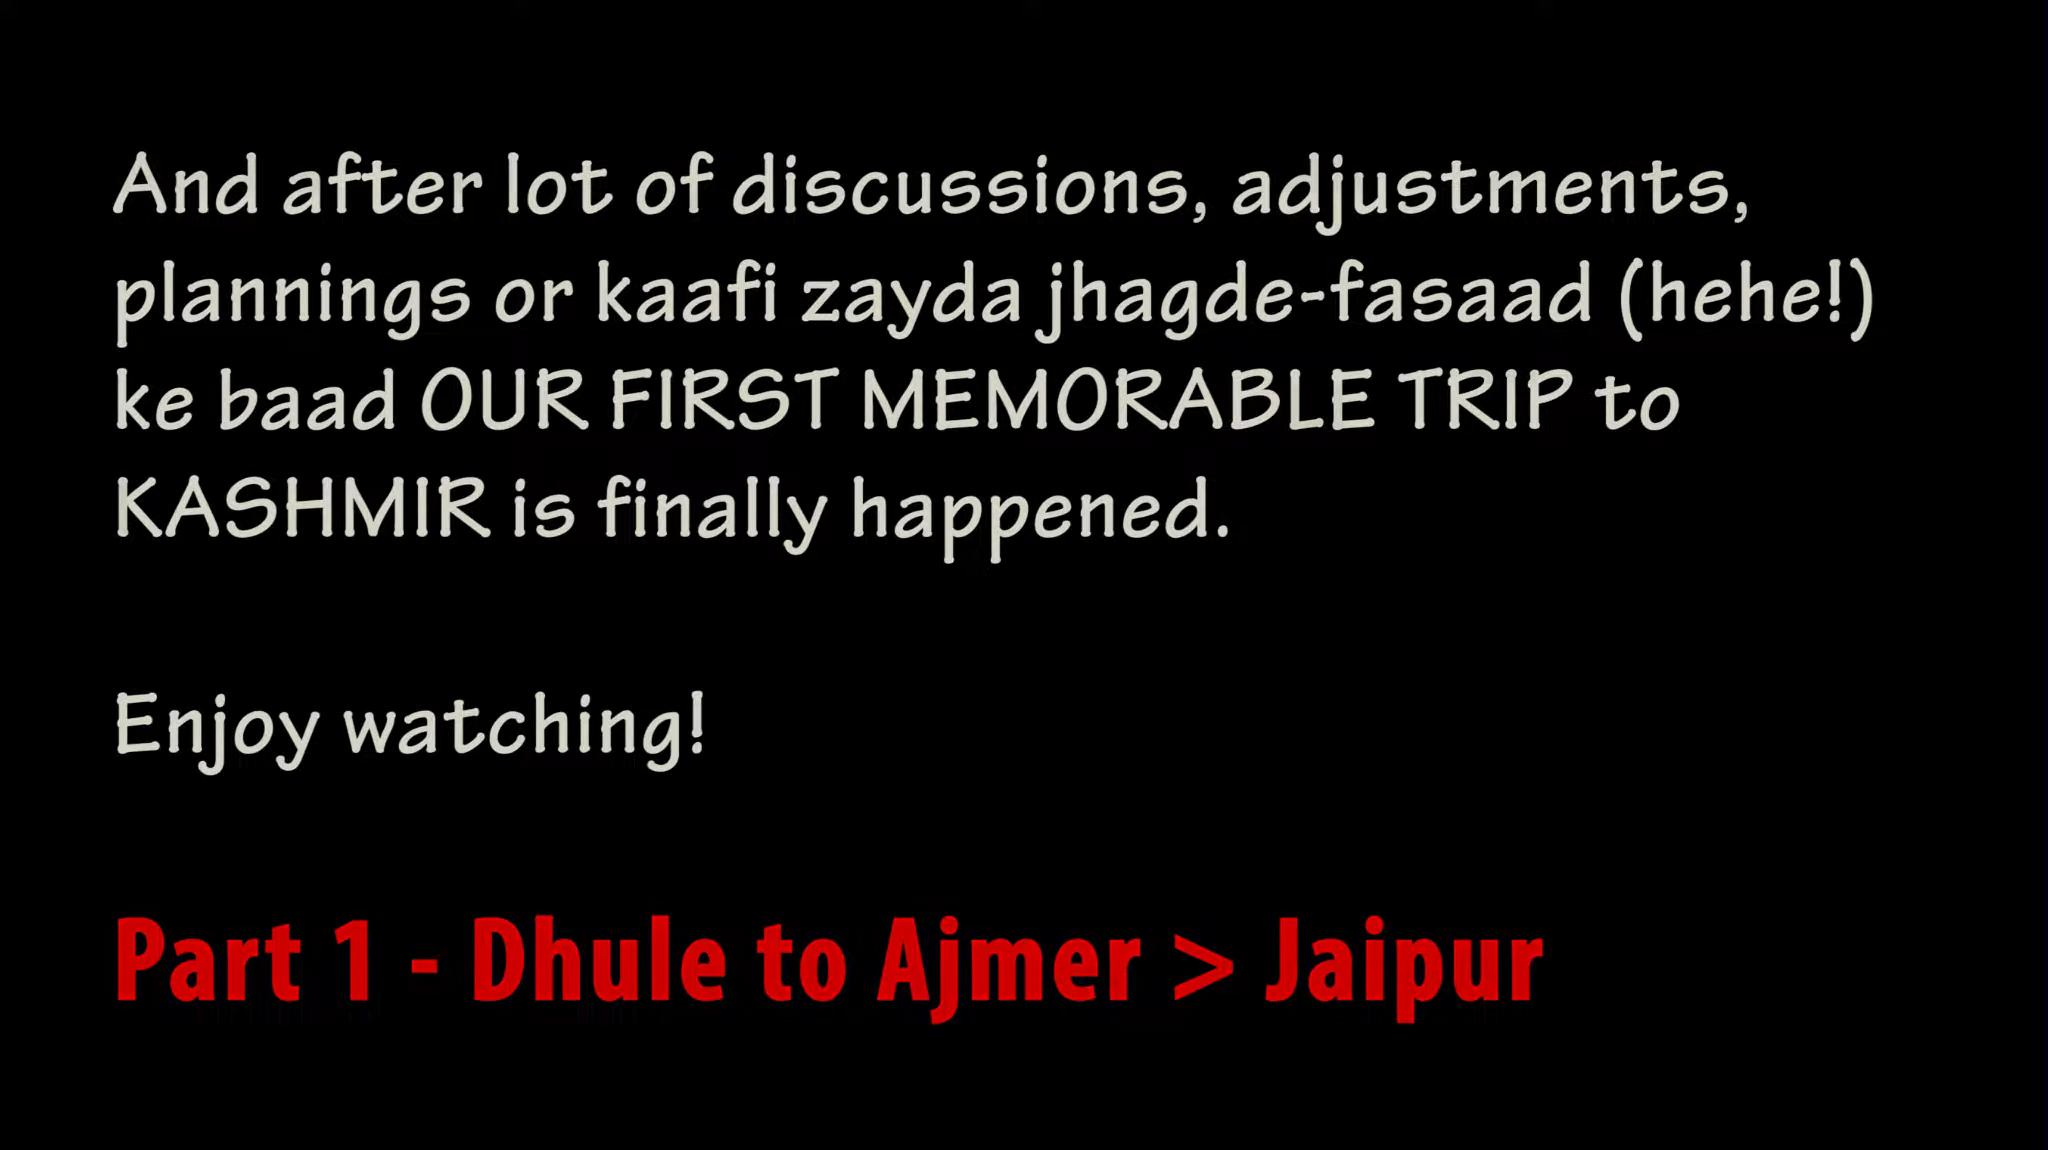 And after lot of discussions, adjustments,
plannings or kaafi zayda jhagde-fasaad (hehe!)
ke baad OUR FIRST MEMORABLE TRIP to
KASHMIR is finally happened.
Enjoy watching!
Part 1 - Dhule to Ajmer > Jaipur